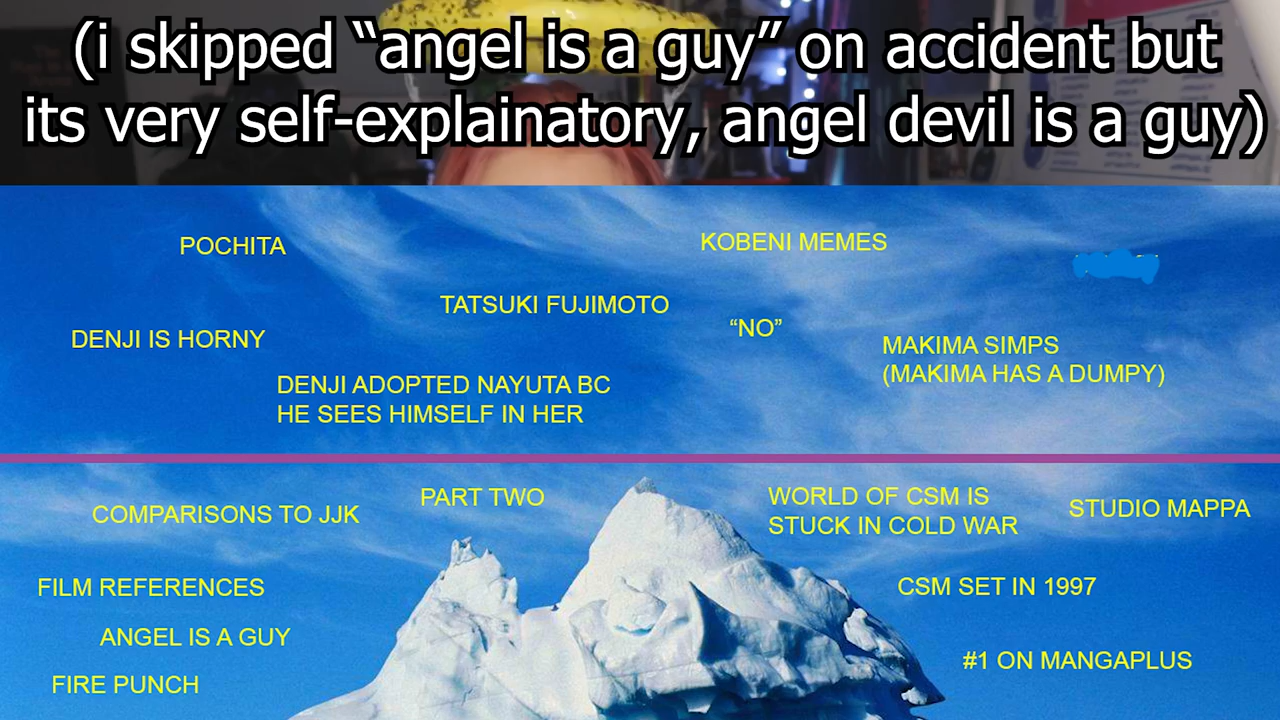 (i skipped “angel is a guy” on accident but
its very self-explainatory, angel devil is a guy)
POCHITA
KOBENI MEMES
TATSUKI FUJIMOTO
“NO”
DENJI IS HORNY
MAKIMA SIMPS
(MAKIMA HAS A DUMPY)
DENJI ADOPTED NAYUTA BC
HE SEES HIMSELF IN HER
COMPARISONS TO JJK
PART TWO
WORLD OF CSM IS
STUCK IN COLD WAR
STUDIO MAPPA
FILM REFERENCES
CSM SET IN 1997
ANGEL IS A GUY
#1 ON MANGAPLUS
FIRE PUNCH